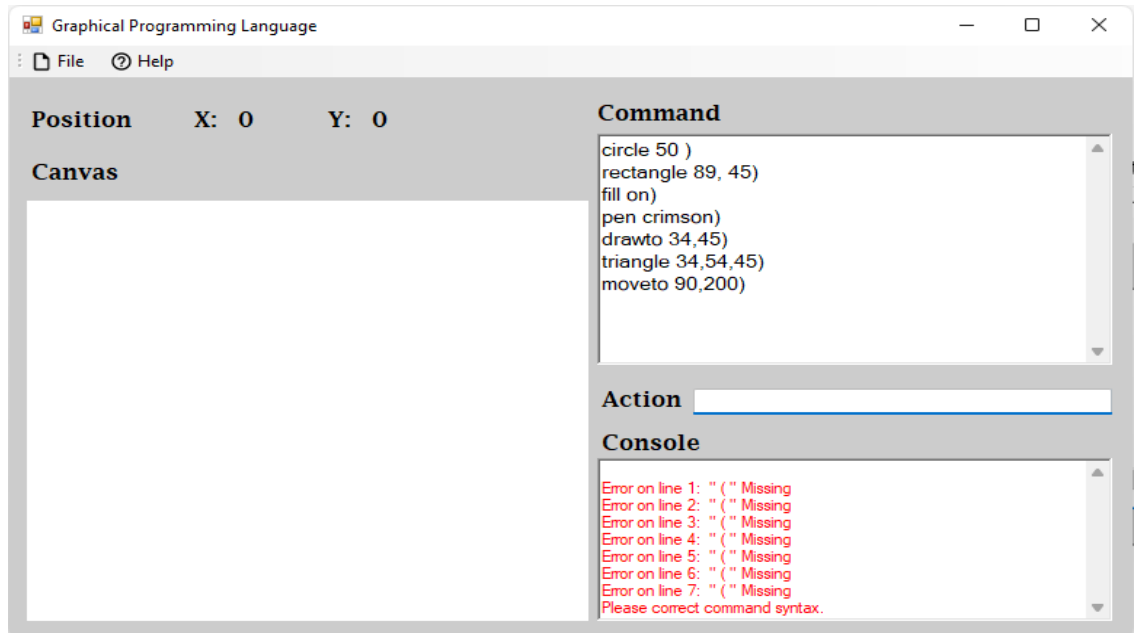 Graphical Programming Language
File Help
Position X: 0 Y: 0
Canvas
Command
circle 50 )
rectangle 89, 45)
fill on)
pen crimson)
drawto 34,45)
triangle 34,54,45)
moveto 90,200)
Action
Console
Error on line 1: " ( " Missing
Error on line 2: " ( " Missing
Error on line 3: " ( " Missing
Error on line 4: " ( " Missing
Error on line 5: " ( " Missing
Error on line 6: " ( " Missing
Error on line 7: " ( " Missing
Please correct command syntax.